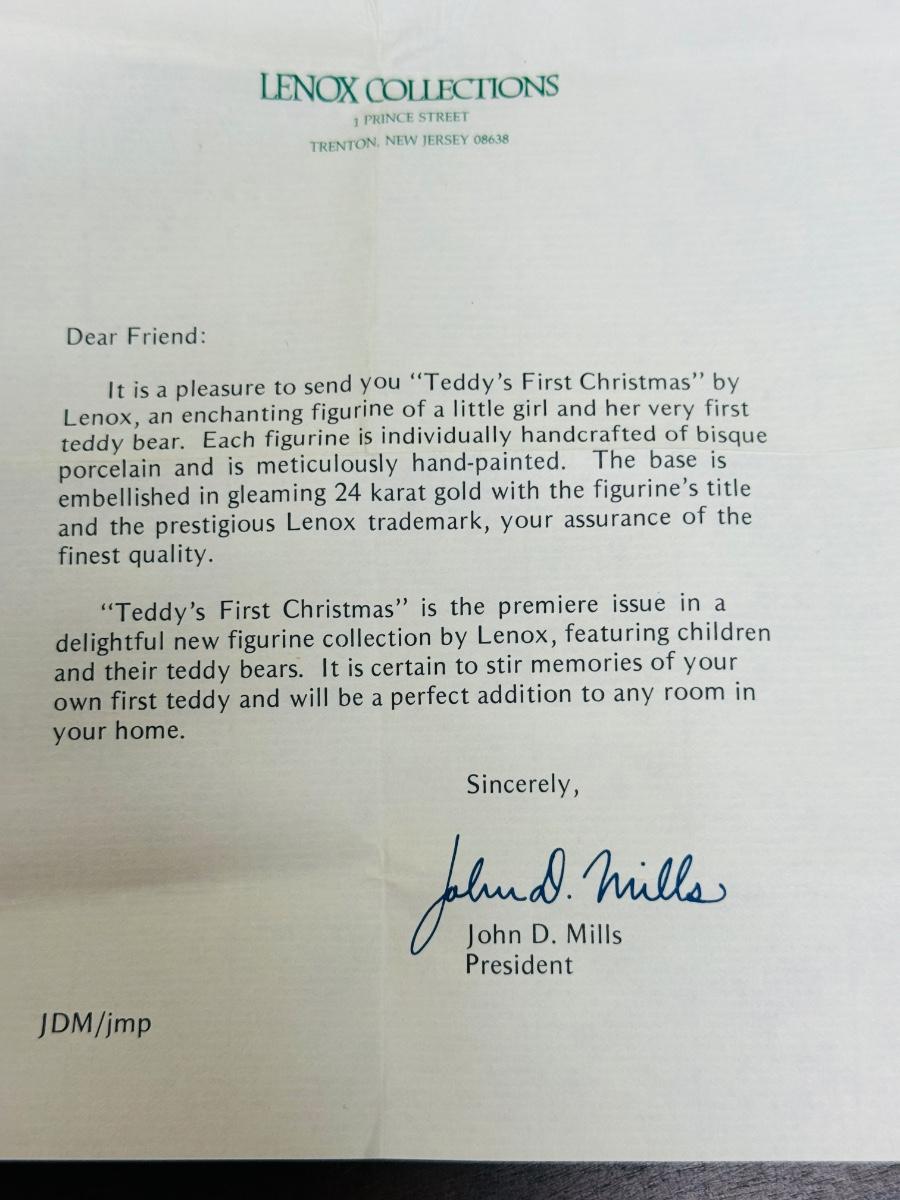 LENOX COLLECTIONS
1 PRINCE STREET
TRENTON, NEW JERSEY 08638
Dear Friend:
It is a pleasure to send you “Teddy’s First Christmas” by
Lenox, an enchanting figurine of a little girl and her very first
teddy bear. Each figurine is individually handcrafted of bisque
porcelain and is meticulously hand-painted. The base is
embellished in gleaming 24 karat gold with the figurine’s title
and the prestigious Lenox trademark, your assurance of the
finest quality.
“Teddy’s First Christmas” is the premiere issue in a
delightful new figurine collection by Lenox, featuring children
and their teddy bears. It is certain to stir memories of your
own first teddy and will be a perfect addition to any room in
your home.
Sincerely,
John D. Mills
John D. Mills
President
JDM/jmp